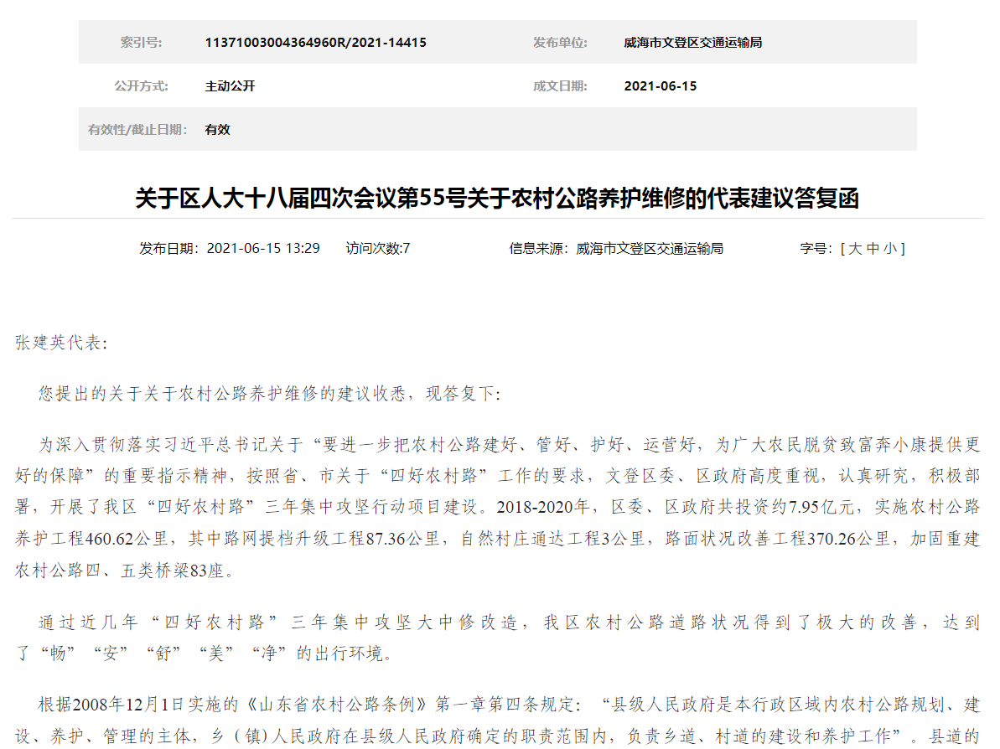 索引号: 11371003004364960R/2021-14415 发布单位: 威海市文登区交通运输局
公开方式: 主动公开 成文日期: 2021-06-15
有效性/截止日期: 有效
关于区人大十八届四次会议第55号关于农村公路养护维修的代表建议答复函
发布日期：2021-06-15 13:29 访问次数:7 信息来源：威海市文登区交通运输局 字号：[ 大 中 小 ]
张建英代表：
您提出的关于关于农村公路养护维修的建议收悉，现答复下：
为深入贯彻落实习近平总书记关于“要进一步把农村公路建好、管好、护好、运营好，为广大农民脱贫致富奔小康提供更
好的保障”的重要指示精神，按照省、市关于“四好农村路”工作的要求，文登区委、区政府高度重视，认真研究，积极部
署，开展了我区“四好农村路”三年集中攻坚行动项目建设。2018-2020年，区委、区政府共投资约7.95亿元，实施农村公路
养护工程460.62公里，其中路网提档升级工程87.36公里，自然村庄通达工程3公里，路面状况改善工程370.26公里，加固重建
农村公路四、五类桥梁83座。
通过近几年“四好农村路”三年集中攻坚大中修改造，我区农村公路道路状况得到了极大的改善，达到
了“畅”“安”“舒”“美”“净”的出行环境。
根据2008年12月1日实施的《山东省农村公路条例》第一章第四条规定：“县级人民政府是本行政区域内农村公路规划、建
设、养护、管理的主体，乡（镇)人民政府在县级人民政府确定的职责范围内，负责乡道、村道的建设和养护工作”。县道的